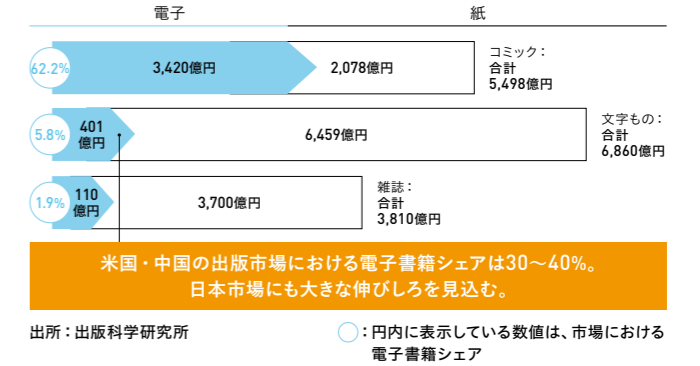 電子 紙
62.2% 3,420億円 2,078億円
コミック：
合計
5,498億円
5.8% 401
億円
6,459億円
文字もの：
合計
6,860億円
1.9% 110
億円
3,700億円
雑誌：
合計
3,810億円
米国・中国の出版市場における電子書籍シェアは30〜40%。
日本市場にも大きな伸びしろを見込む。
出所：出版科学研究所
：円内に表示している数値は、市場における
電子書籍シェア